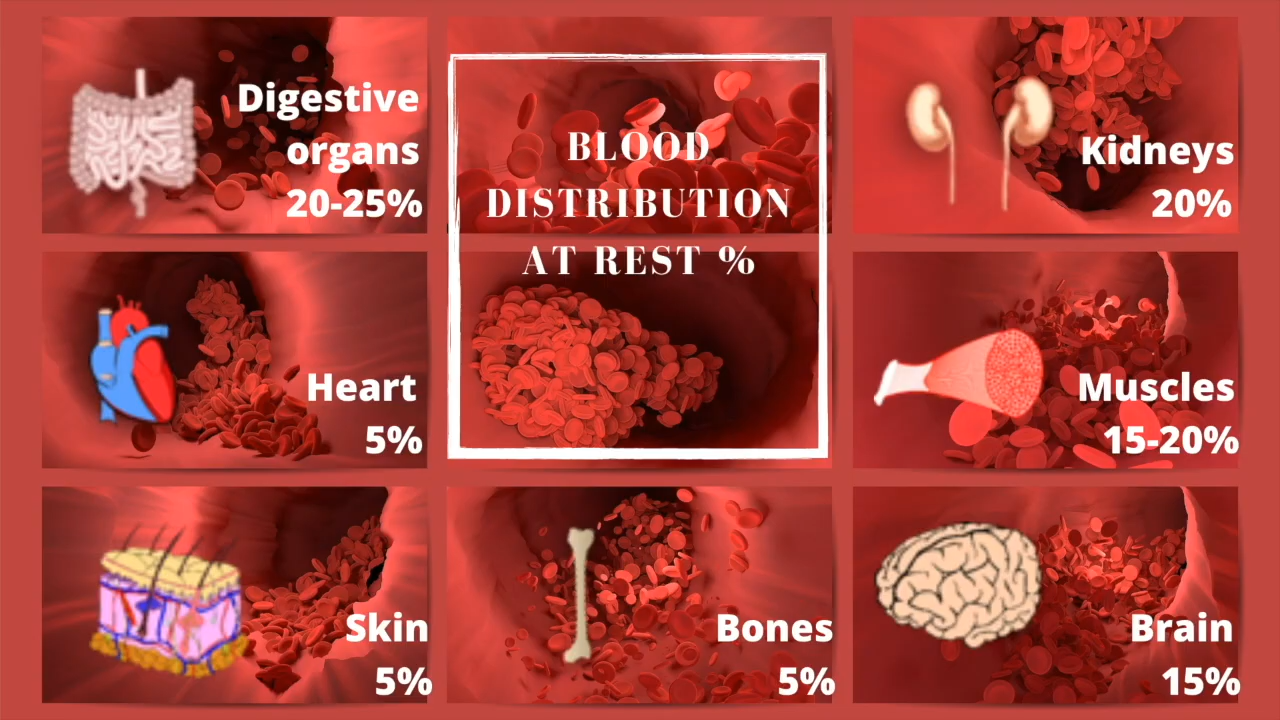 Digestive
organs
20-25%
BLOOD
DISTRIBUTION
AT REST %
Kidneys
20%
Heart
5%
Muscles
15-20%
Skin
5%
Bones
5%
Brain
15%